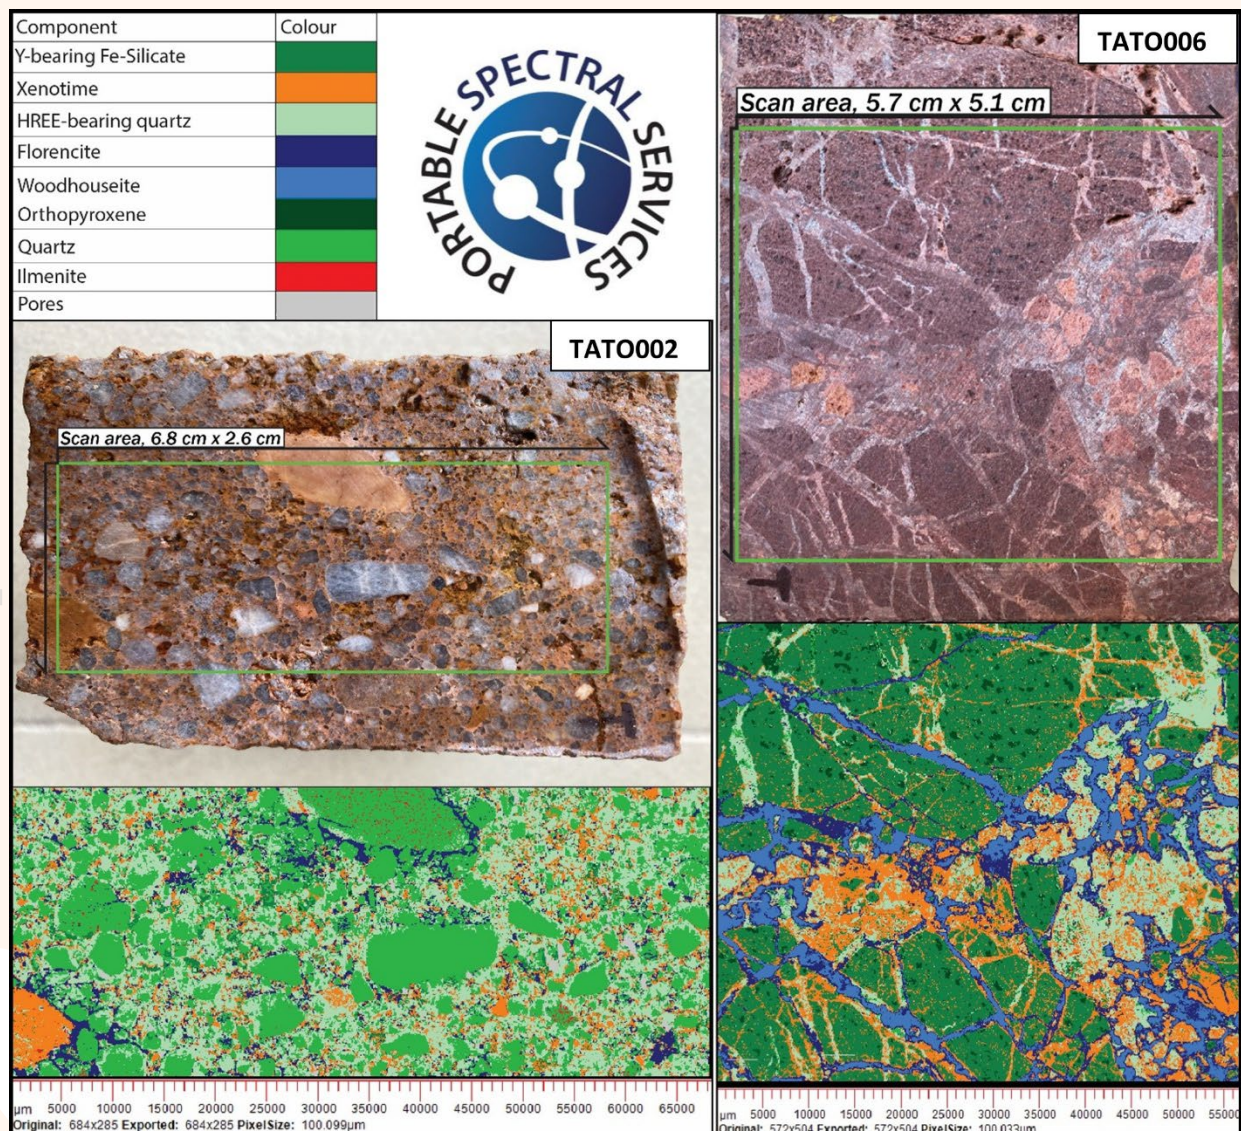 Component Colour
Y-bearing Fe-Silicate
Xenotime
HREE-bearing quartz
Florencite
Woodhouseite
Orthopyroxene
Quartz
Ilmenite
Pores
PORTABLE SPECTRAL SERVICES
TATO006
Scan area, 5.7 cm x 5.1 cm
TATO002
Scan area, 6.8 cm x 2.6 cm
µm 5000 10000 15000 20000 25000 30000 35000 40000 45000 50000 55000 60000 65000
Original: 684x285 Exported: 684x285 PixelSize: 100.099µm
µm 5000 10000 15000 20000 25000 30000 35000 40000 45000 50000 55000
Original: 572x504 Exported: 572x504 PixelSize: 100.033µm